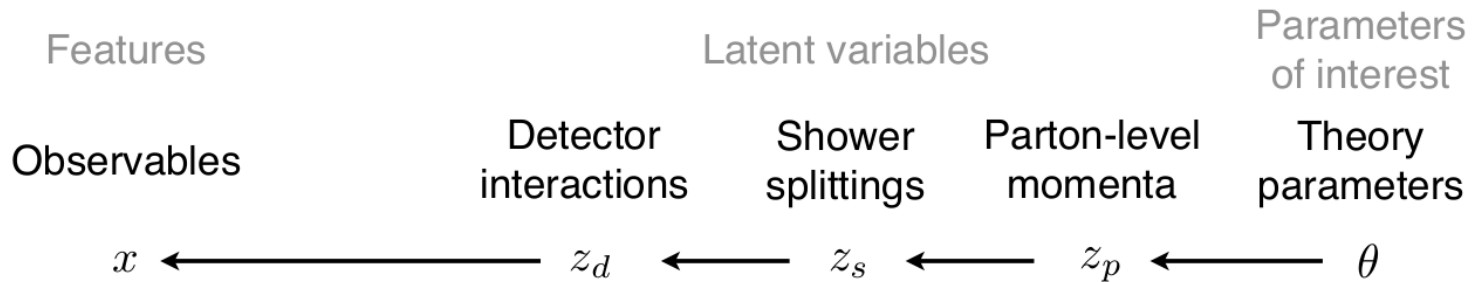 Features
Latent variables
Parameters
of interest
Observables
Detector
interactions
Shower
splittings
Parton-level
momenta
Theory
parameters
x ← z_d ← z_s ← z_p ← θ